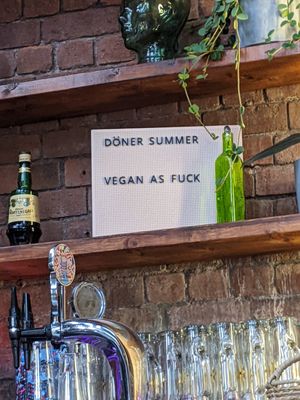 DÖNER SUMMER
VEGAN AS FUCK